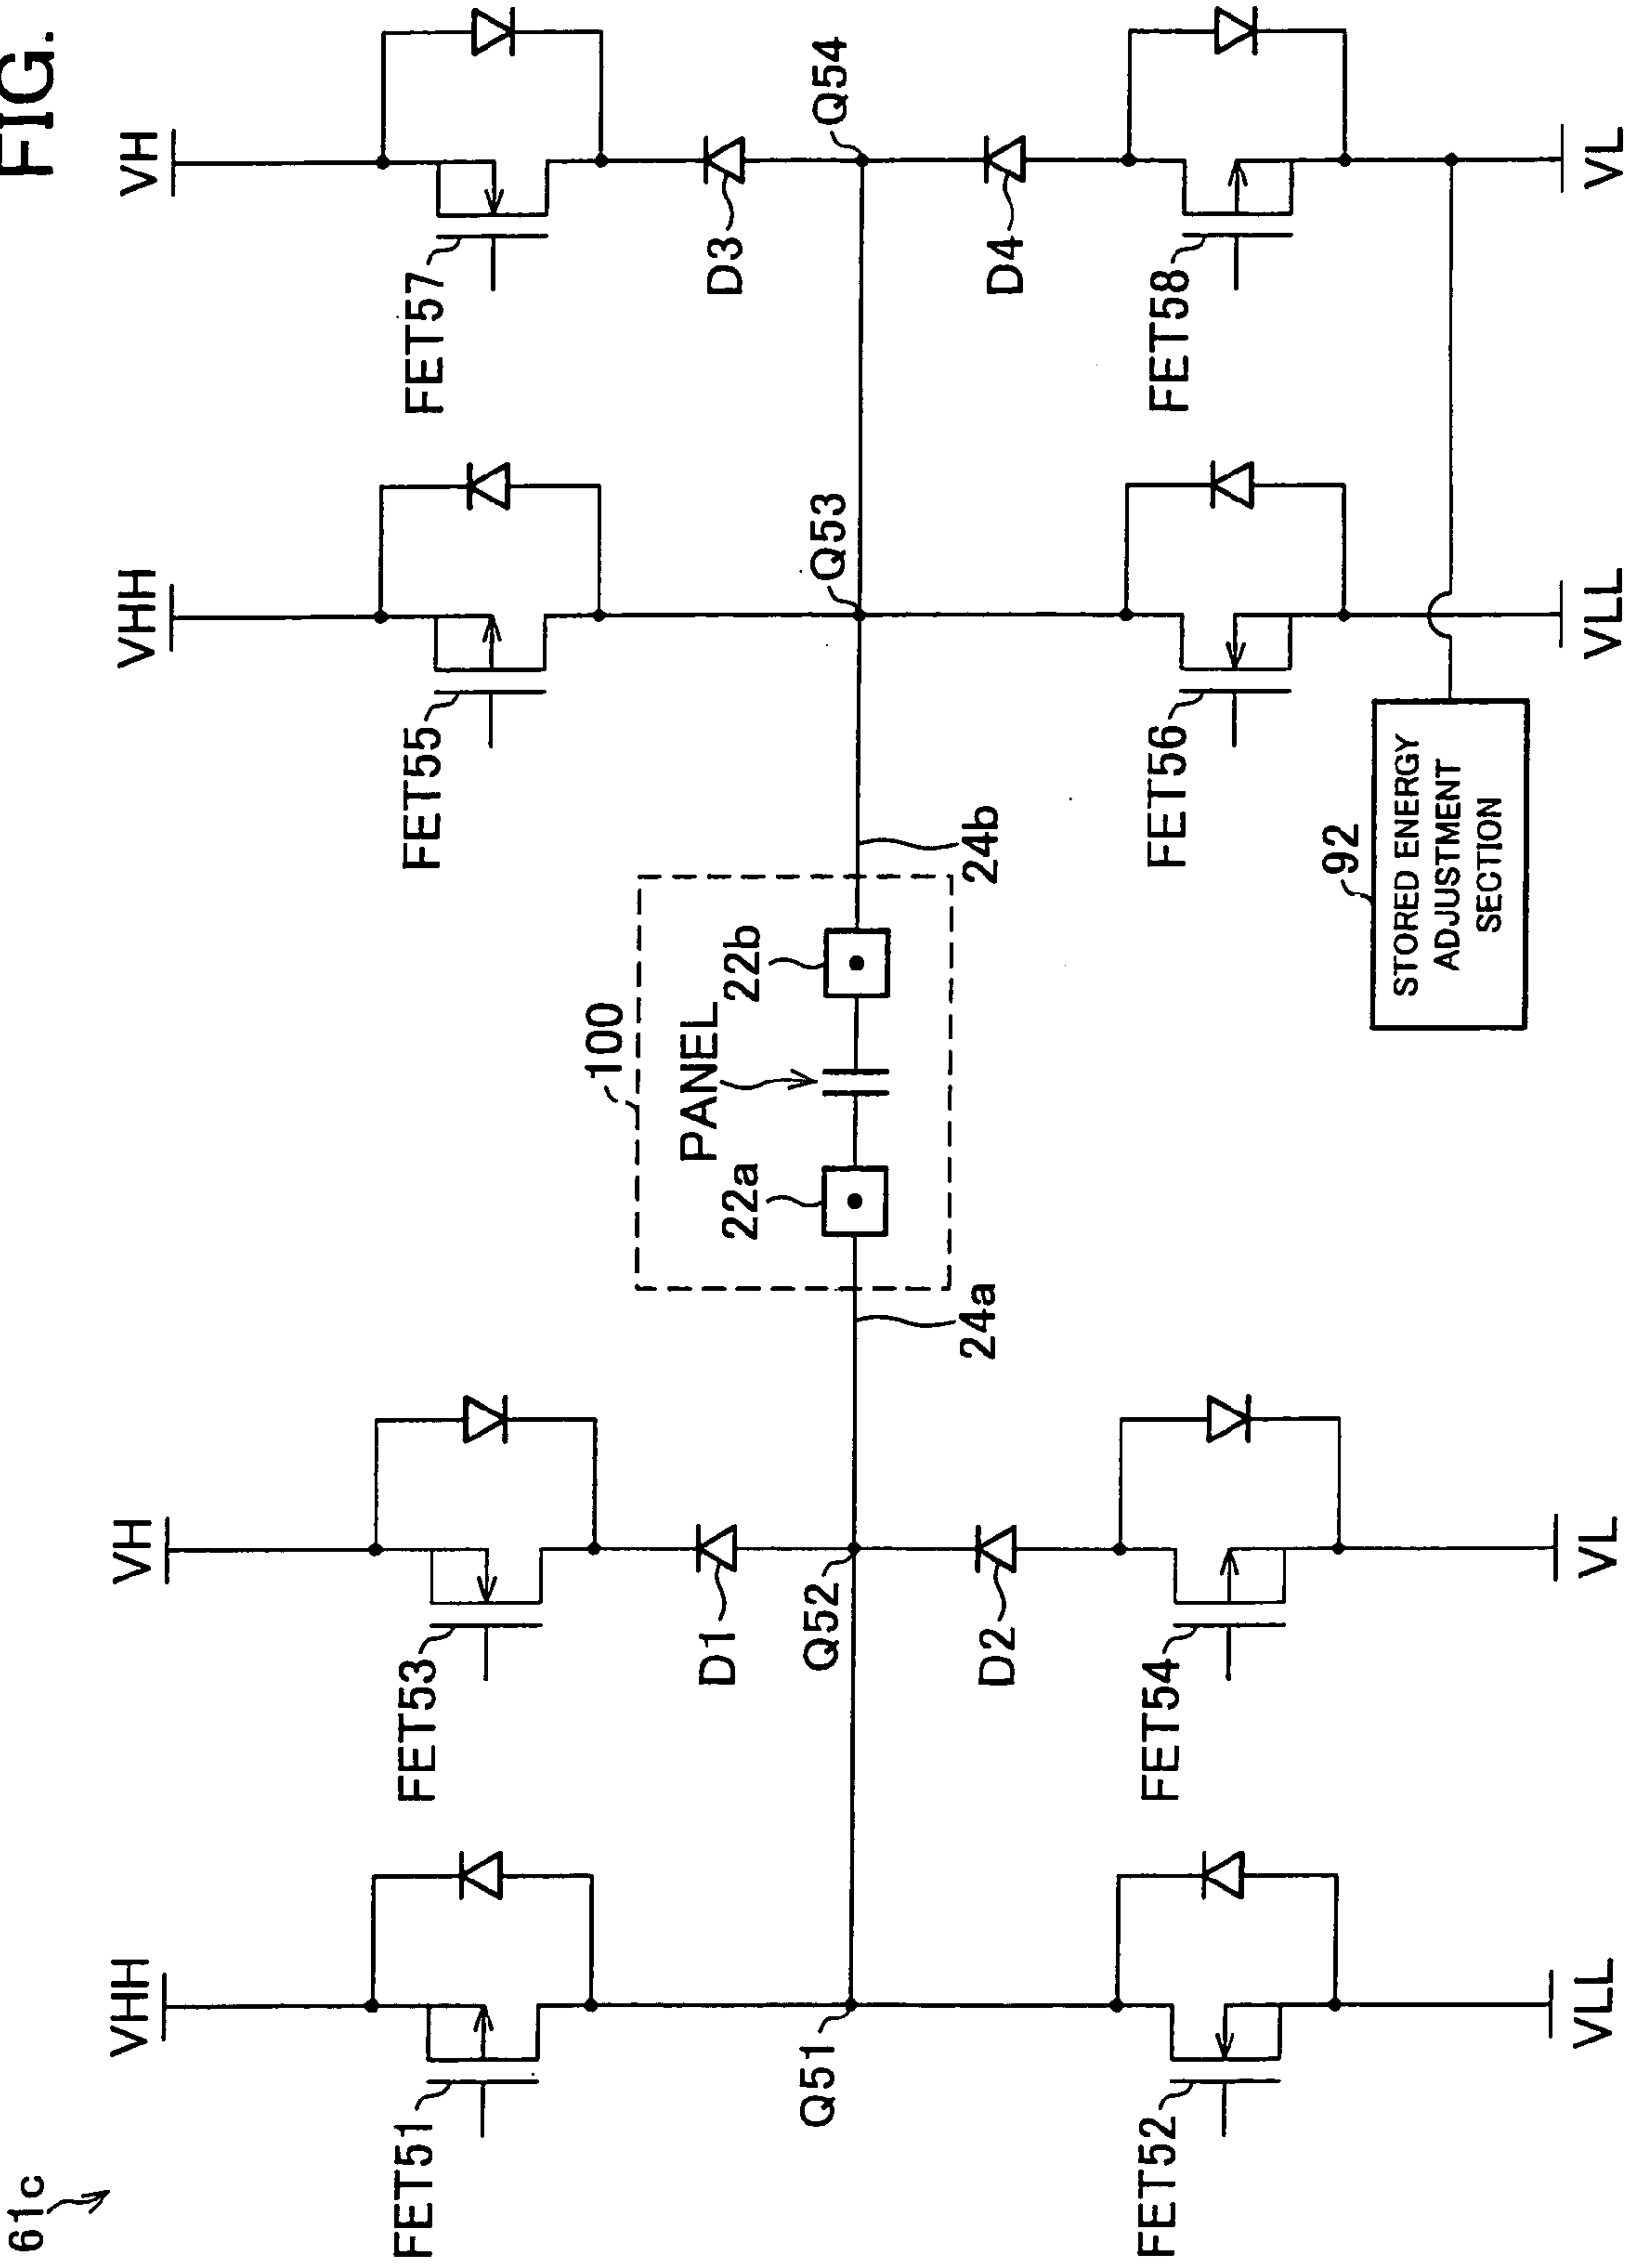 FIG.
61c
VHH
VH
VHH
VH
FET51
FET53
FET55
FET57
D1
D3
100
PANEL
22a
22b
Q51
Q52
Q53
Q54
24a
24b
D2
D4
FET52
FET54
FET56
FET58
92
STORED ENERGY
ADJUSTMENT
SECTION
VLL
VL
VLL
VL